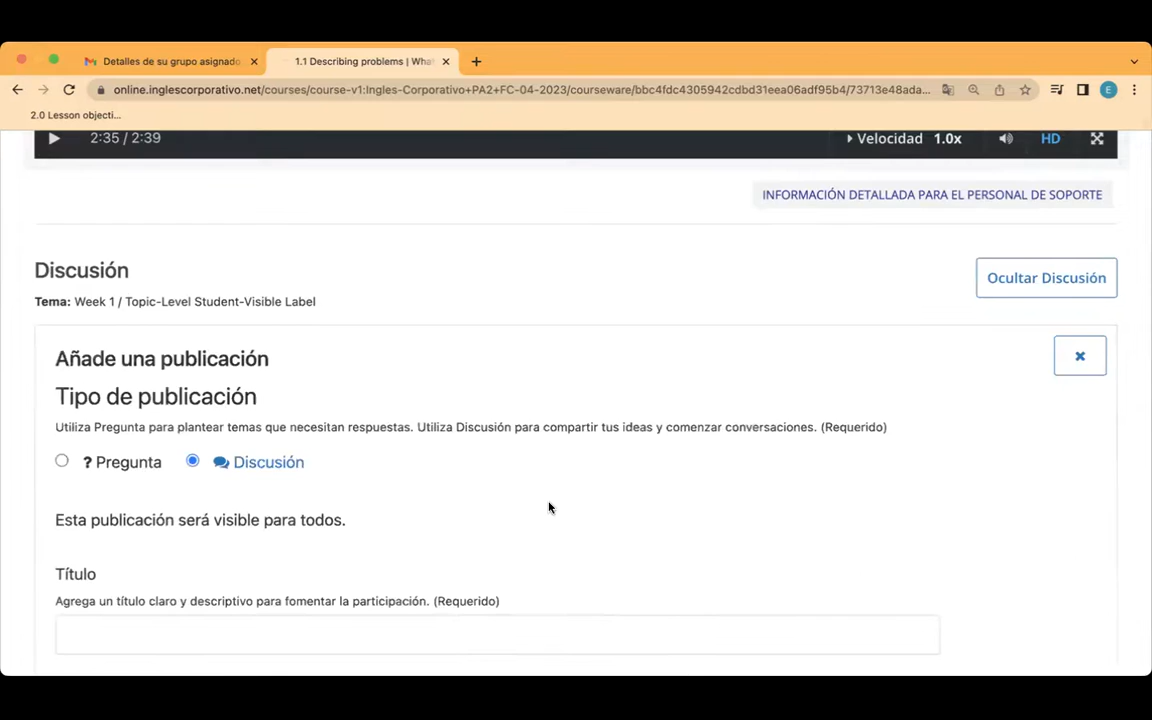 Detalles de su grupo asignado
1.1 Describing problems | Wha
online.inglescorporativo.net/courses/course-v1:Ingles-Corporativo+PA2+FC-04-2023/courseware/bbc4fdc4305942cdbd31eea06adf95b4/73713e48ada...
E
2.0 Lesson objecti...
2:35 / 2:39
Velocidad 1.0x
HD
INFORMACIÓN DETALLADA PARA EL PERSONAL DE SOPORTE
Discusión
Ocultar Discusión
Tema: Week 1 / Topic-Level Student-Visible Label
Añade una publicación
Tipo de publicación
Utiliza Pregunta para plantear temas que necesitan respuestas. Utiliza Discusión para compartir tus ideas y comenzar conversaciones. (Requerido)
? Pregunta
Discusión
Esta publicación será visible para todos.
Título
Agrega un título claro y descriptivo para fomentar la participación. (Requerido)